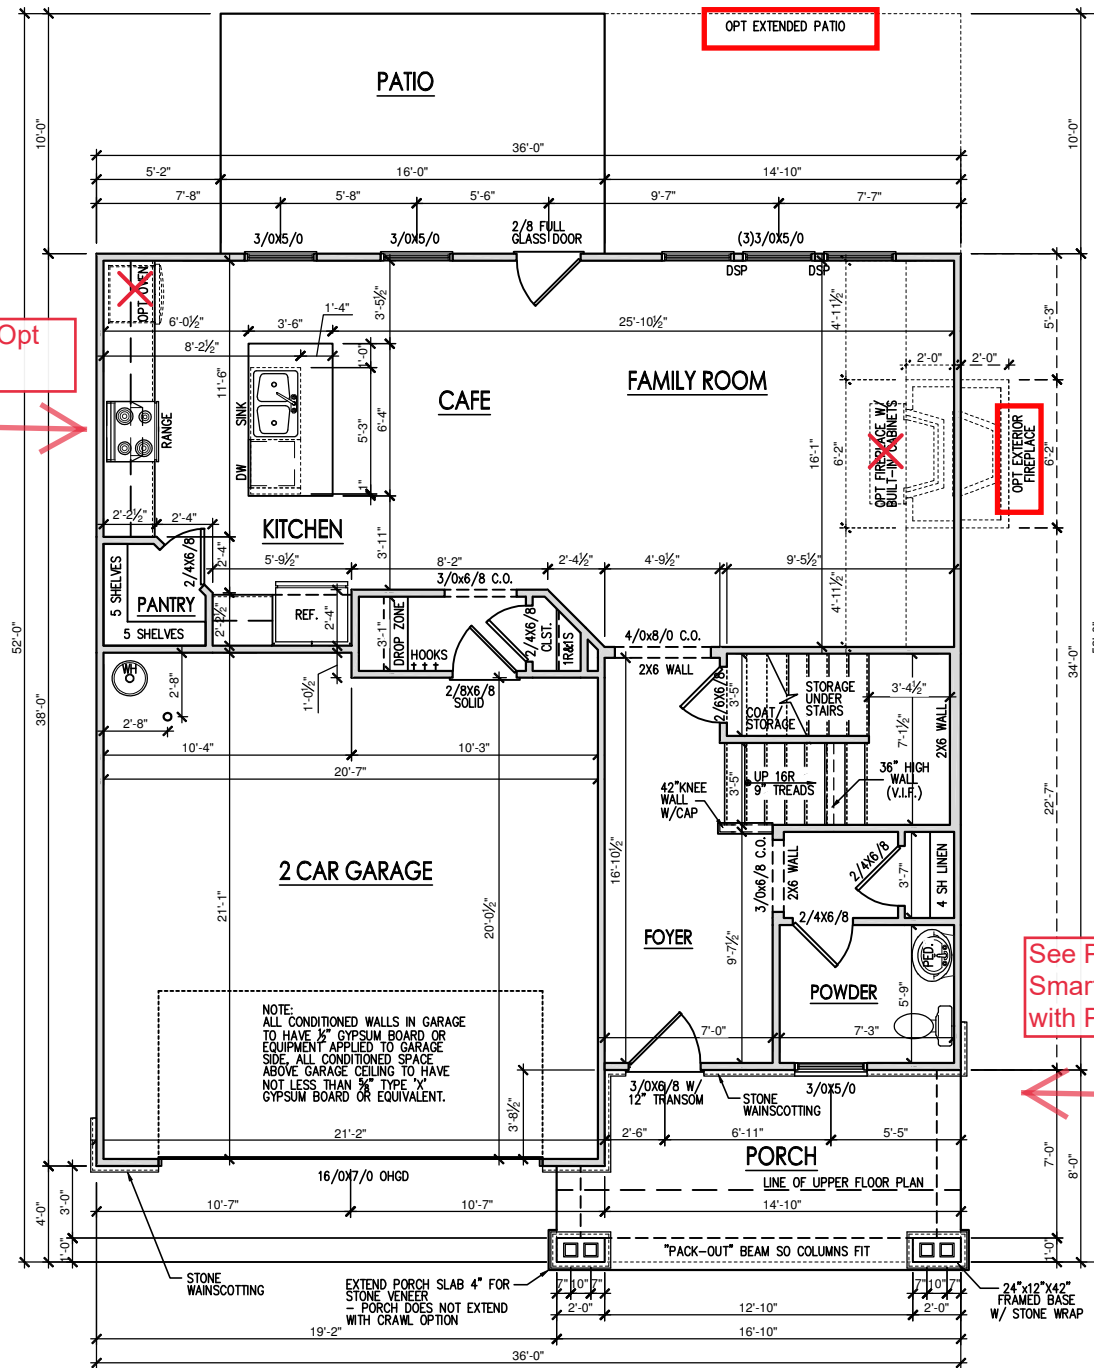 OPT EXTENDED PATIO
PATIO
10'-0"
10'-0"
36'-0"
5'-2"
16'-0"
14'-10"
7'-8"
5'-8"
5'-6"
9'-7"
7'-7"
3/0X5/0
3/0X5/0
2/8 FULL
GLASS DOOR
(3)3/0X5/0
DSP
DSP
OPT OVEN
6'-0½"
3'-6"
1'-4"
3'-5½"
25'-10½"
4'-11½"
5'-3"
Opt
8'-2½"
1'-0"
2'-0"
2'-0"
11'-6"
CAFE
FAMILY ROOM
SINK
RANGE
5'-3"
6'-4"
DW
1"
16'-1"
6'-2"
OPT FIREPLACE W/
BUILT-IN CABINETS
OPT EXTERIOR
FIREPLACE
6'-2"
2'-2½"
2'-4"
KITCHEN
2'-4"
2/4X6/8
5'-9½"
3'-11"
8'-2"
2'-4½"
4'-9½"
9'-5½"
4'-11½"
3/0x6/8 C.O.
5 SHELVES
PANTRY
5 SHELVES
2'-2½"
REF.
2'-4"
3'-1"
DROP ZONE
HOOKS
2/4X6/8
CLST.
1R&1S
4/0x8/0 C.O.
2X6 WALL
52'-0"
38'-0"
34'-0"
WH
2'-8"
2'-8"
1'-0½"
2/8X6/8
SOLID
2/6X6/8
3'-5"
COAT/
STORAGE
STORAGE
UNDER
STAIRS
3'-4½"
7'-1½"
2X6 WALL
10'-4"
10'-3"
20'-7"
3'-5"
UP 16R
9" TREADS
36" HIGH
WALL
(V.I.F.)
42"KNEE
WALL
W/CAP
22'-7"
2 CAR GARAGE
21'-1"
20'-0½"
16'-10½"
3/0x6/8 C.O.
2X6 WALL
2/4X6/8
3'-7"
4 SH LINEN
2/4X6/8
FOYER
9'-7½"
PED.
POWDER
5'-9"
7'-0"
7'-3"
NOTE:
ALL CONDITIONED WALLS IN GARAGE
TO HAVE ½" GYPSUM BOARD OR
EQUIPMENT APPLIED TO GARAGE
SIDE, ALL CONDITIONED SPACE
ABOVE GARAGE CEILING TO HAVE
NOT LESS THAN ⅝" TYPE 'X'
GYPSUM BOARD OR EQUIVALENT.
3'-8½"
3/0X6/8 W/
12" TRANSOM
3/0X5/0
STONE
WAINSCOTTING
21'-2"
2'-6"
6'-11"
5'-5"
PORCH
LINE OF UPPER FLOOR PLAN
7'-0"
8'-0"
16/0X7/0 OHGD
4'-0"
3'-0"
1'-0"
10'-7"
10'-7"
14'-10"
"PACK-OUT" BEAM SO COLUMNS FIT
1'-0"
STONE
WAINSCOTTING
EXTEND PORCH SLAB 4" FOR
STONE VENEER
– PORCH DOES NOT EXTEND
WITH CRAWL OPTION
7"
10"
7"
2'-0"
12'-10"
7"
10"
7"
2'-0"
24"x12"X42"
FRAMED BASE
W/ STONE WRAP
19'-2"
16'-10"
36'-0"
See
Smar
with